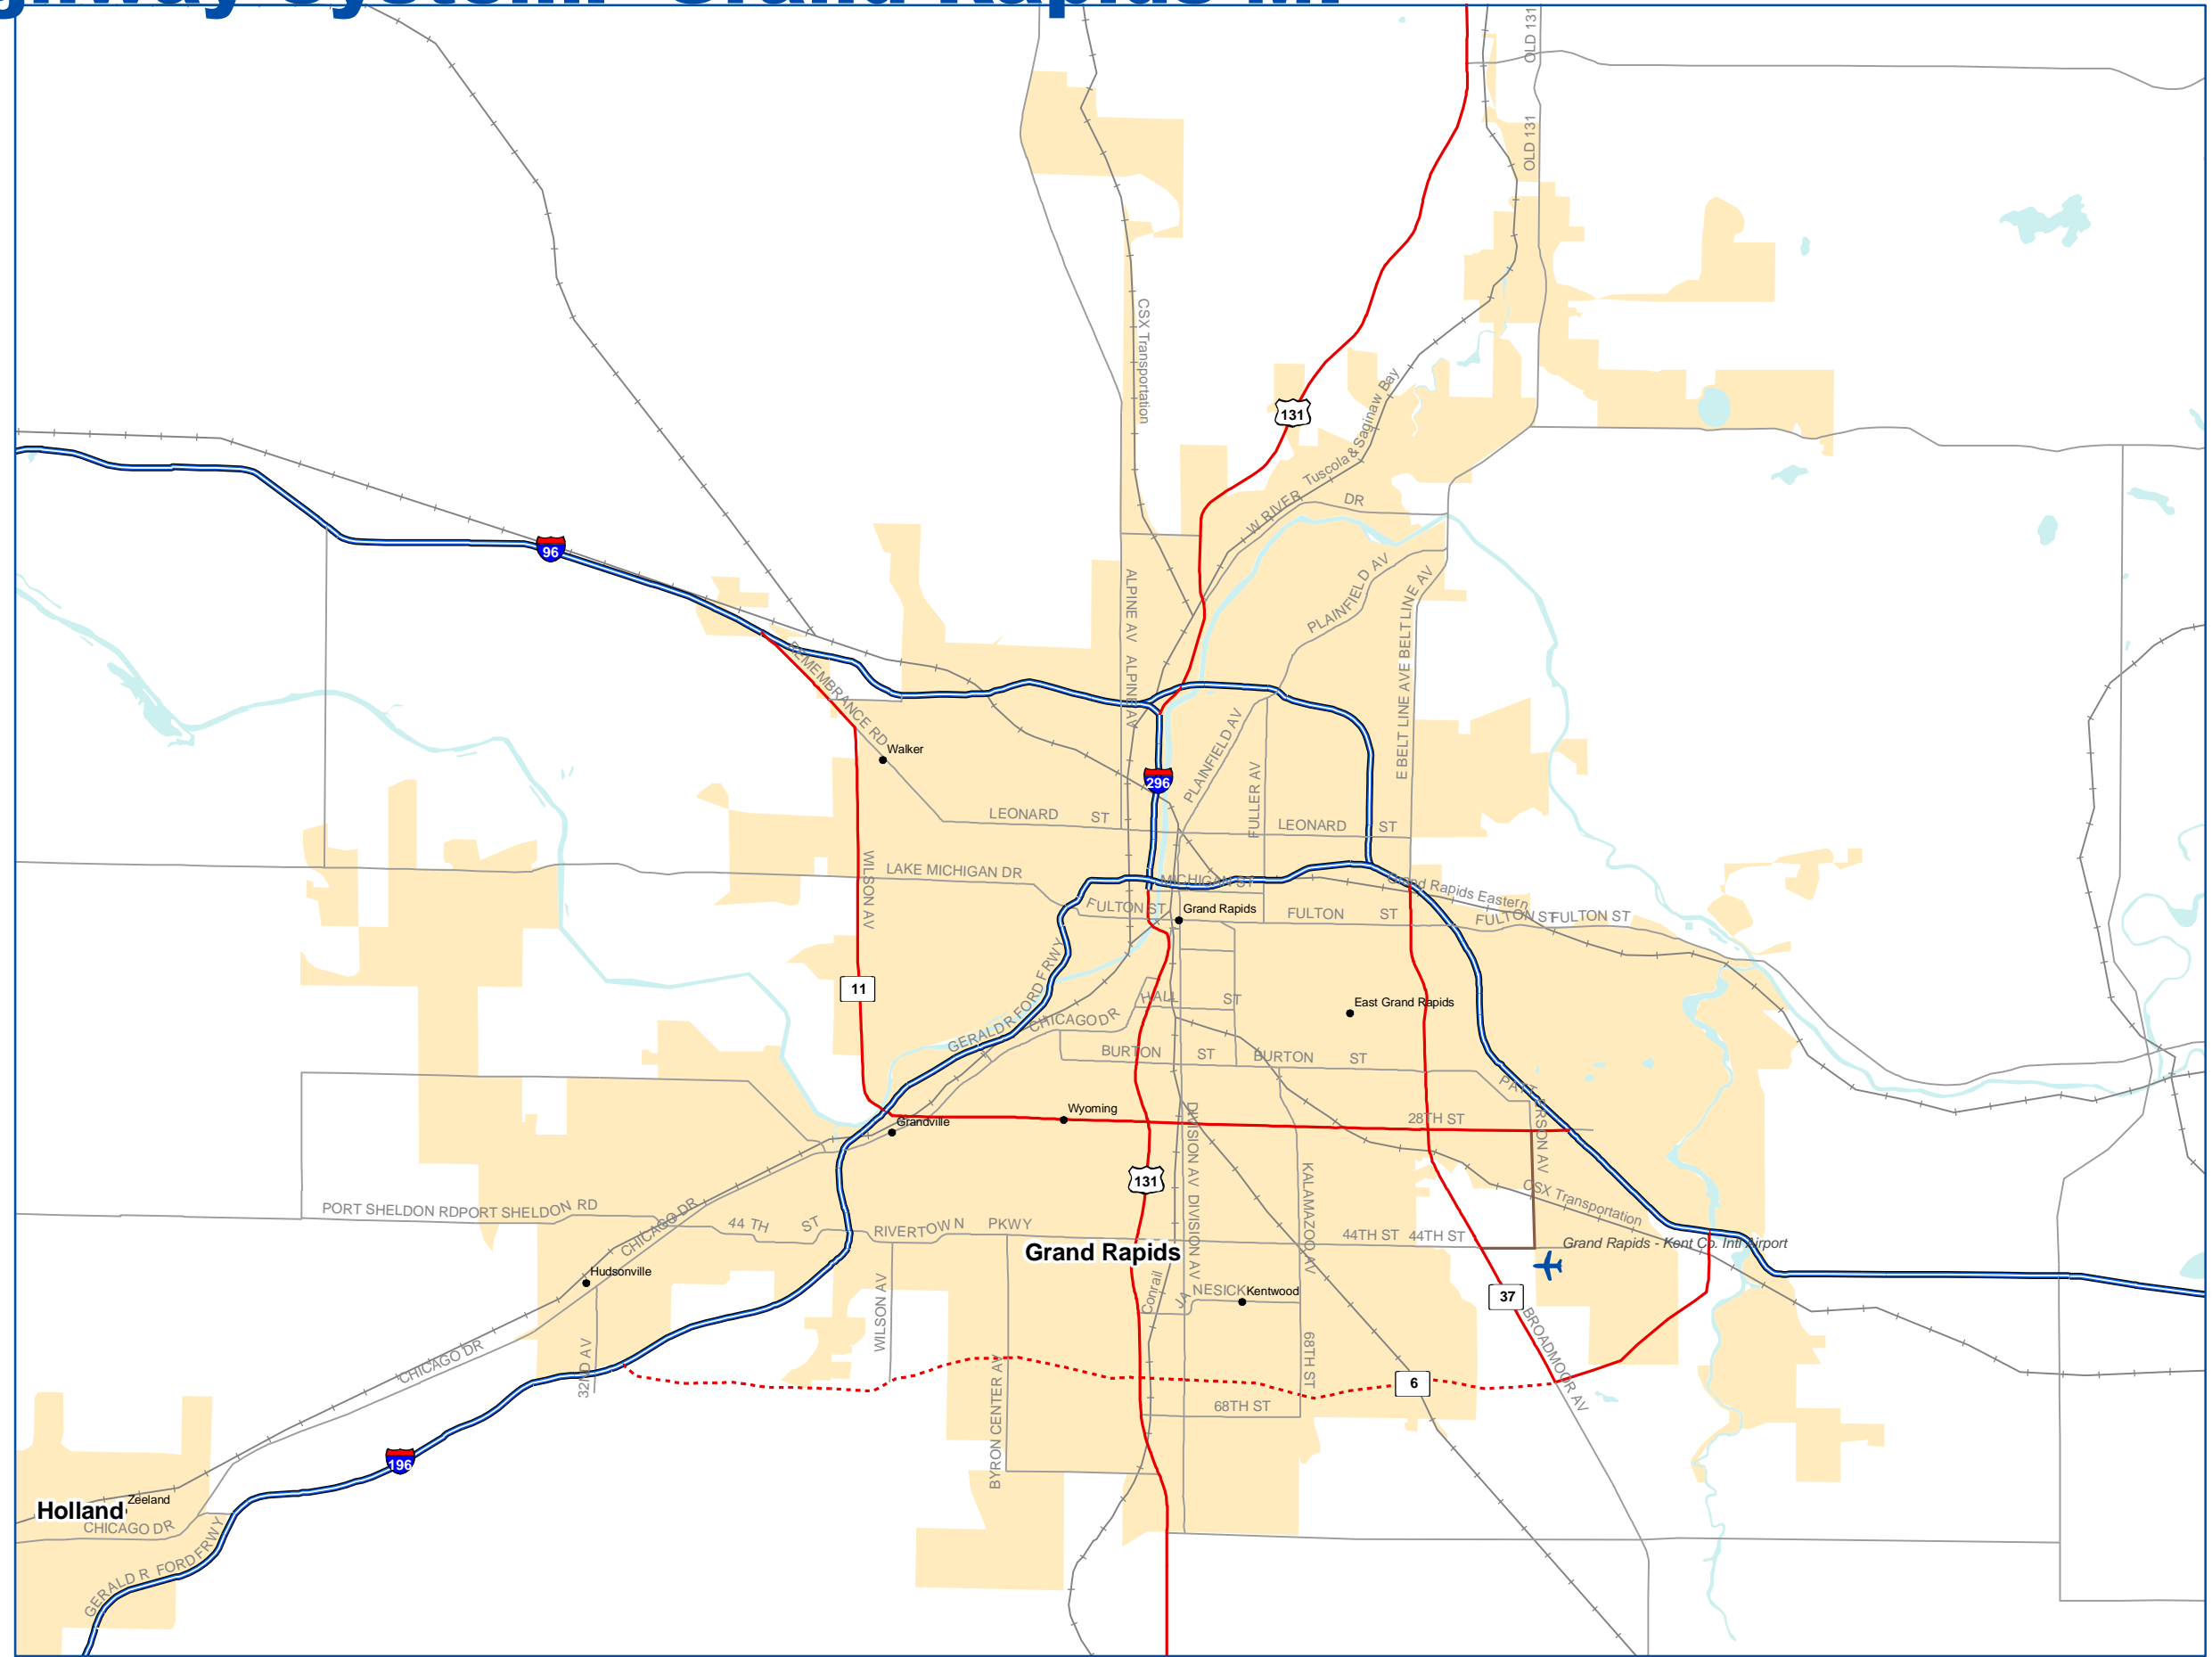 Grand Rapids MI
OLD 131
OLD 131
CSX Transportation
131
Tuscola & Saginaw Bay
W RIVER DR
96
ALPINE AV
ALPINE AV
PLAINFIELD AV
E BELT LINE AVE BELT LINE AV
REMEMBRANCE RD
Walker
296
PLAINFIELD AV
FULLER AV
LEONARD ST
LEONARD ST
WILSON AV
LAKE MICHIGAN DR
MICHIGAN ST
Grand Rapids Eastern
FULTON ST
Grand Rapids
FULTON ST
FULTON ST
FULTON ST
GERALD R FORD FRWY
11
HALL ST
East Grand Rapids
CHICAGO DR
BURTON ST
BURTON ST
PATTERSON AV
Wyoming
Grandville
28TH ST
DIVISION AV
DIVISION AV
131
KALAMAZOO AV
CSX Transportation
PORT SHELDON RD
PORT SHELDON RD
CHICAGO DR
44 TH ST
RIVERTOWN PKWY
44TH ST
44TH ST
Grand Rapids
Grand Rapids - Kent Co. Intl Airport
Hudsonville
WILSON AV
Conrail
JANESICK
Kentwood
37
BROADMOOR AV
32ND AV
CHICAGO DR
BYRON CENTER AV
68TH ST
6
68TH ST
196
Holland
Zeeland
CHICAGO DR
GERALD R FORD FRWY